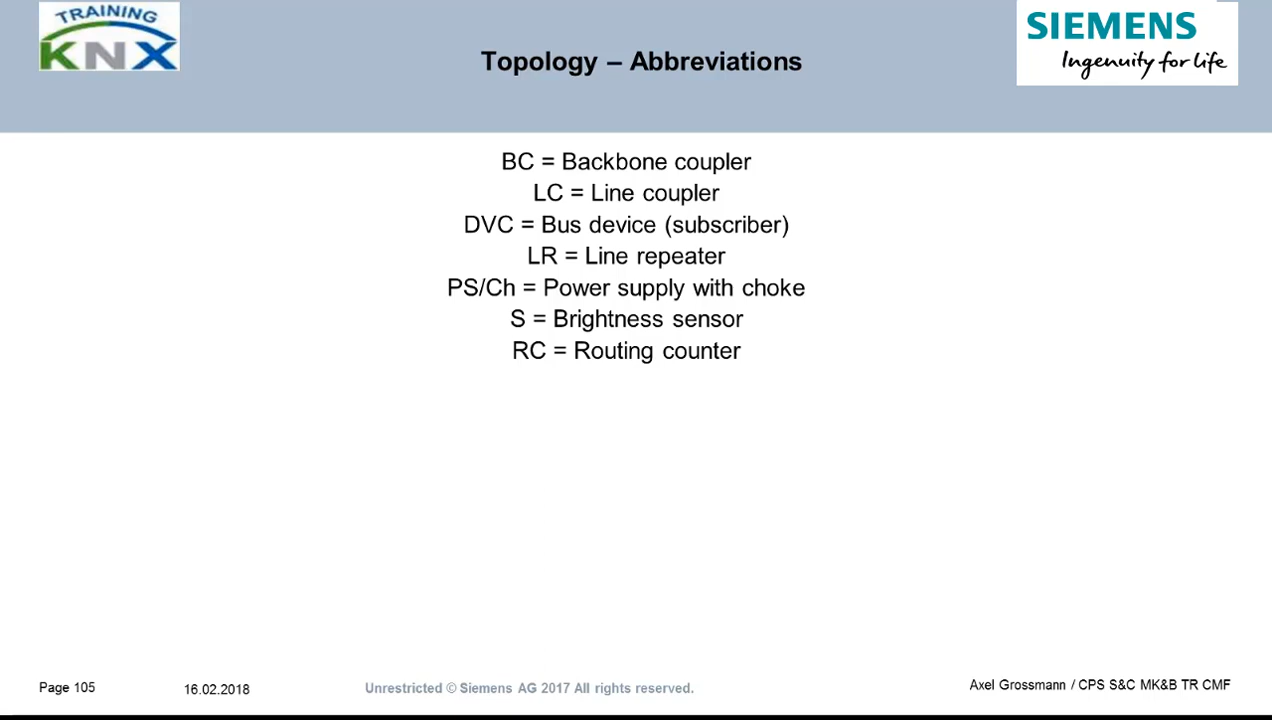 TRAINING
KNX
SIEMENS
Ingenuity for life
Topology – Abbreviations
BC = Backbone coupler
LC = Line coupler
DVC = Bus device (subscriber)
LR = Line repeater
PS/Ch = Power supply with choke
S = Brightness sensor
RC = Routing counter
Page 105
16.02.2018
Unrestricted © Siemens AG 2017 All rights reserved.
Axel Grossmann / CPS S&C MK&B TR CMF